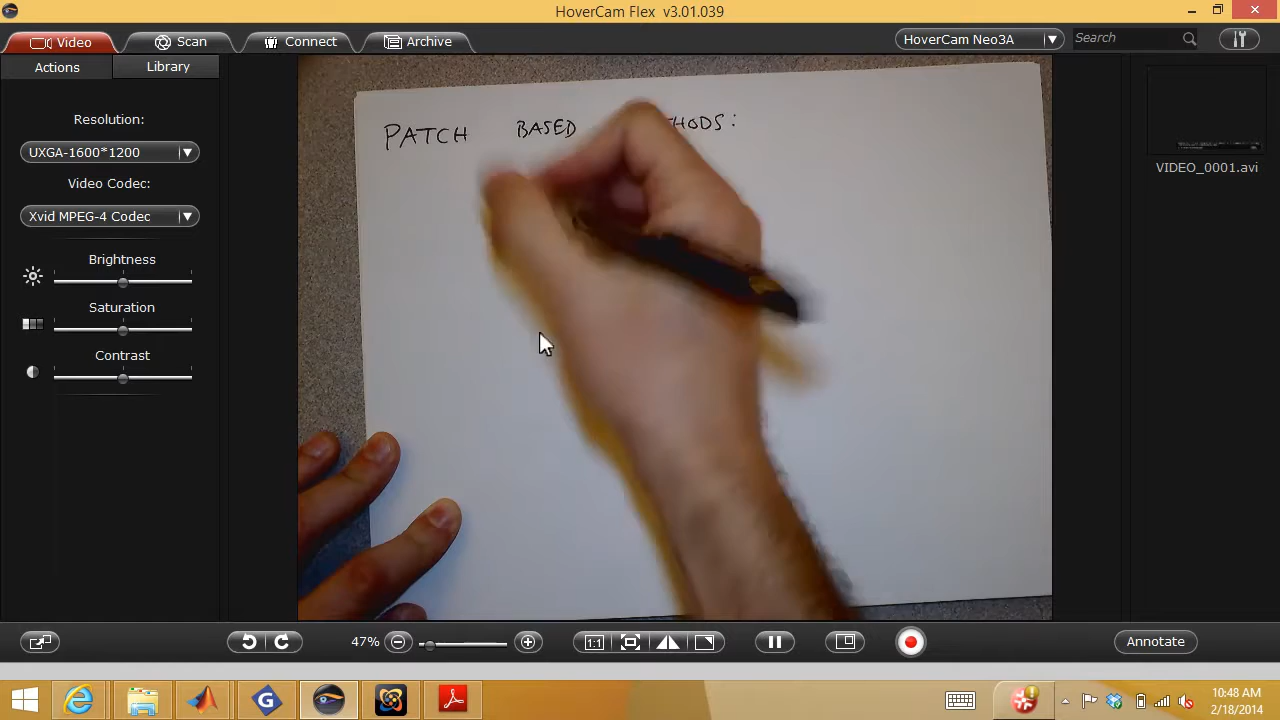 HoverCam Flex v3.01.039
Video
Scan
Connect
Archive
HoverCam Neo3A
Search
Actions
Library
Resolution:
UXGA-1600*1200
Video Codec:
Xvid MPEG-4 Codec
Brightness
Saturation
Contrast
PATCH BASED THODS:
VIDEO_0001.avi
47%
1:1
Annotate
10:48 AM
2/18/2014